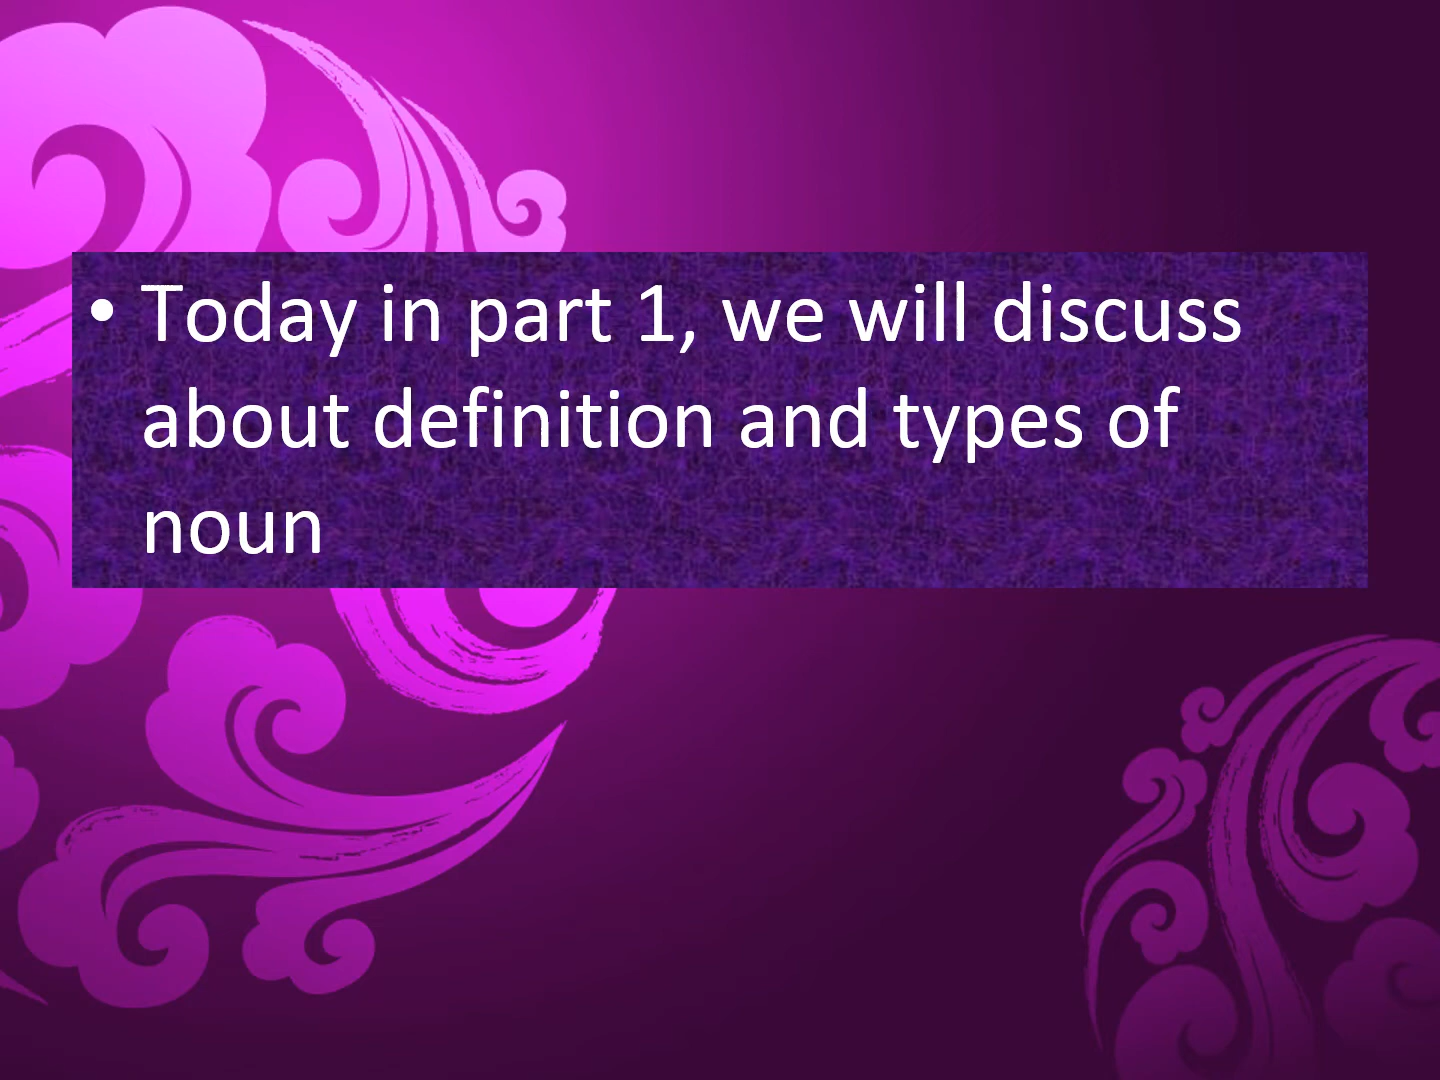 • Today in part 1, we will discuss
about definition and types of
noun